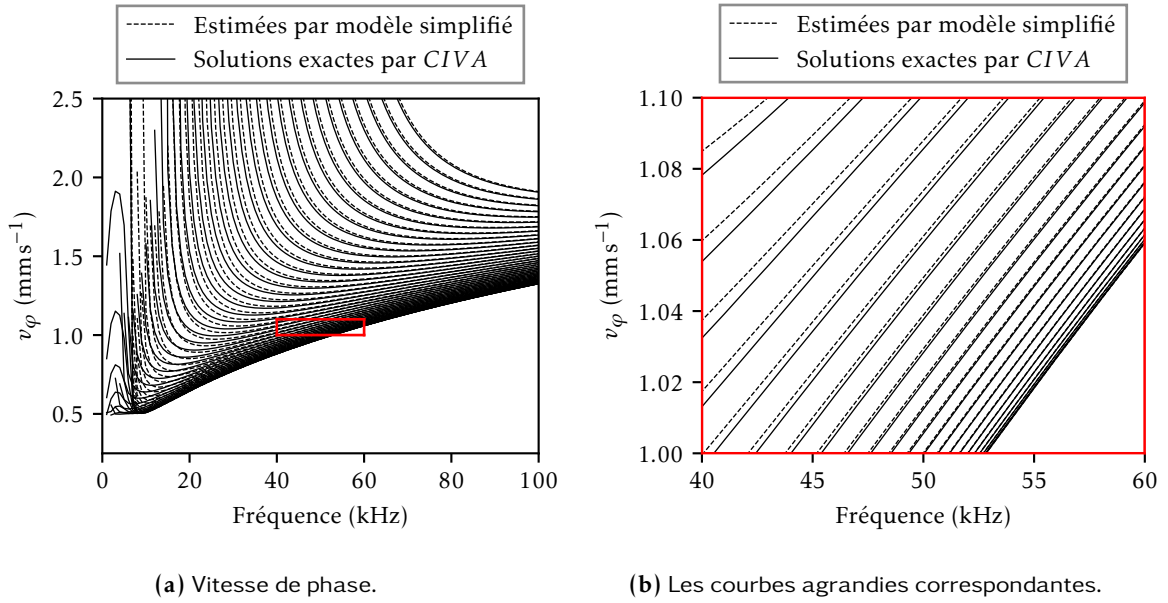 Estimées par modèle simplifié
Solutions exactes par CIVA
2.5
2.0
1.5
1.0
0.5
vφ (mm s−1)
0 20 40 60 80 100
Fréquence (kHz)
(a) Vitesse de phase.
Estimées par modèle simplifié
Solutions exactes par CIVA
1.10
1.08
1.06
1.04
1.02
1.00
vφ (mm s−1)
40 45 50 55 60
Fréquence (kHz)
(b) Les courbes agrandies correspondantes.